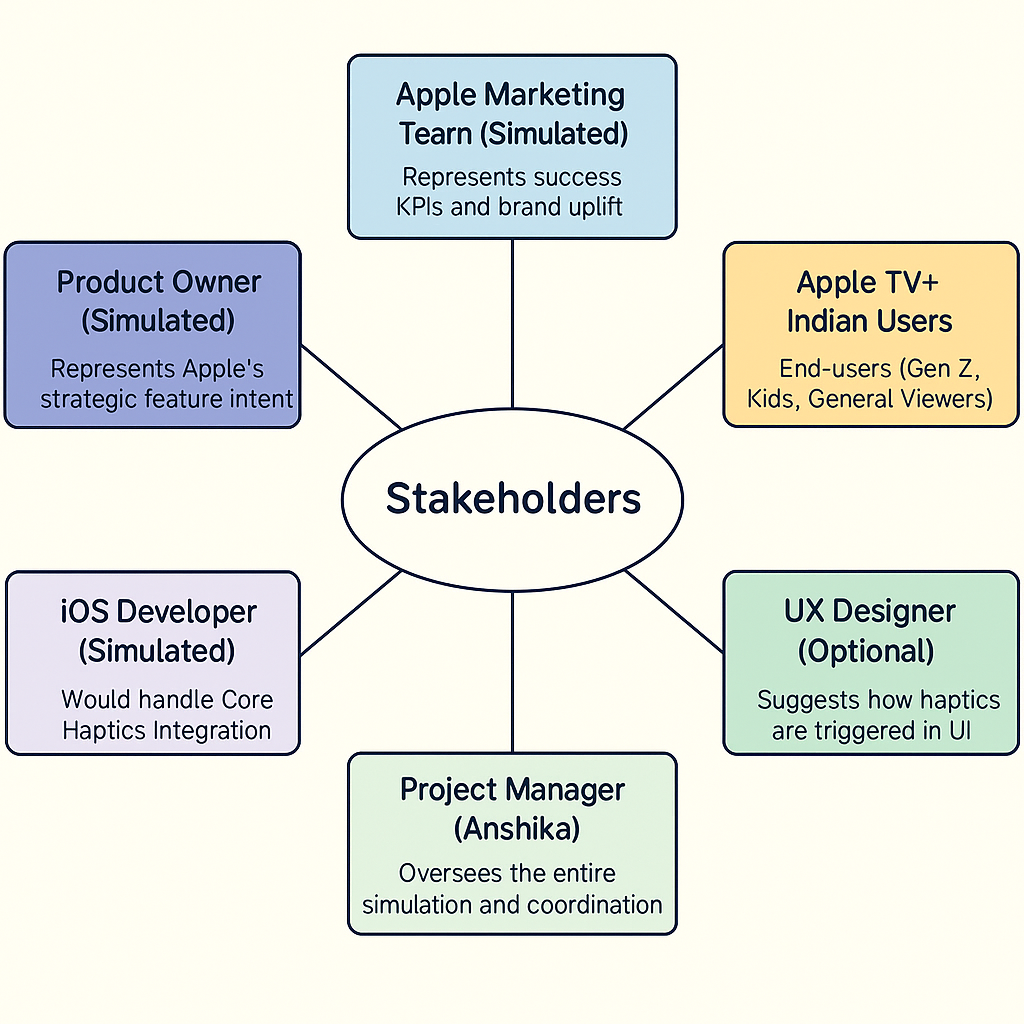 Apple Marketing
Tearn (Simulated)
Represents success
KPIs and brand uplift
Product Owner
(Simulated)
Represents Apple's
strategic feature intent
Apple TV+
Indian Users
End-users (Gen Z,
Kids, General Viewers)
Stakeholders
iOS Developer
(Simulated)
Would handle Core
Haptics Integration
UX Designer
(Optional)
Suggests how haptics
are triggered in UI
Project Manager
(Anshika)
Oversees the entire
simulation and coordination